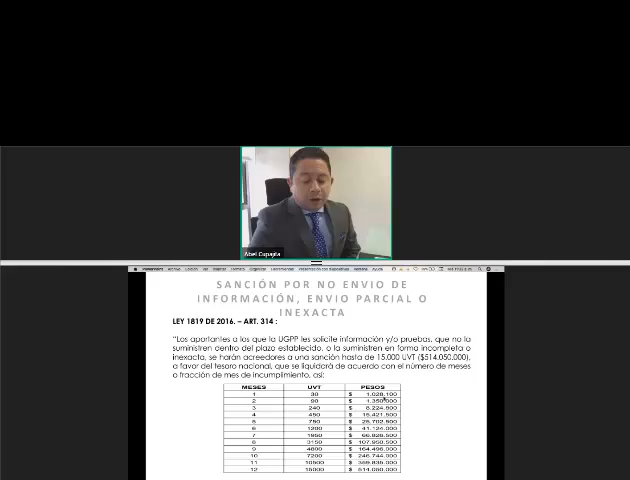 Abel Cupajita
SANCIÓN POR NO ENVIO DE
INFORMACIÓN, ENVIO PARCIAL O
INEXACTA
LEY 1819 DE 2016. – ART. 314 :
"Los aportantes a los que la UGPP les solicite información y/o pruebas, que no la
suministren dentro del plazo establecido, o la suministren en forma incompleta o
inexacta, se harán acreedores a una sanción hasta de 15.000 UVT ($514.050.000),
a favor del tesoro nacional, que se liquidará de acuerdo con el número de meses
o fracción de mes de incumplimiento, así:
MESES UVT PESOS
1 30 $ 1.028.100
2 90 $
3 240 $ 8.224.800
4 450 $ 15.421.500
5 750 $ 25.702.500
6 1200 $ 41.124.000
7 1950 $ 66.826.500
8 3150 $ 107.950.500
9 4800 $ 164.496.000
10 7200 $ 246.744.000
11 10500 $ 359.835.000
12 15000 $ 514.050.000